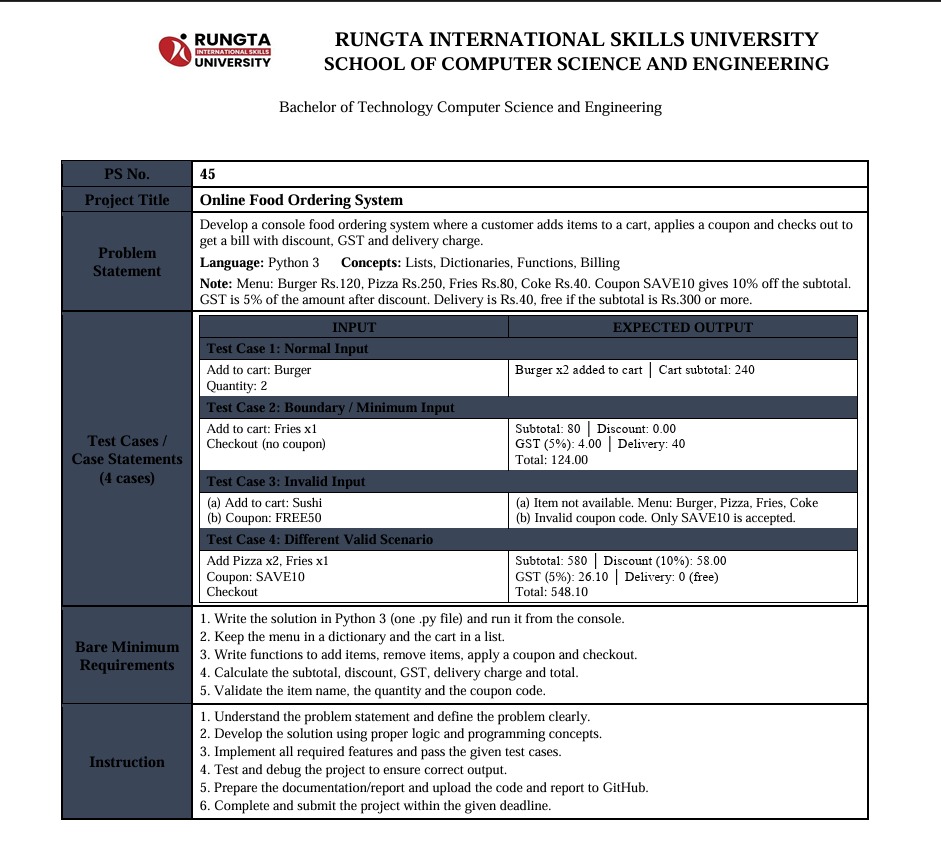 RUNGTA
INTERNATIONAL SKILLS
UNIVERSITY
RUNGTA INTERNATIONAL SKILLS UNIVERSITY
SCHOOL OF COMPUTER SCIENCE AND ENGINEERING
Bachelor of Technology Computer Science and Engineering
PS No.
45
Project Title
Online Food Ordering System
Problem
Statement
Develop a console food ordering system where a customer adds items to a cart, applies a coupon and checks out to
get a bill with discount, GST and delivery charge.
Language: Python 3 Concepts: Lists, Dictionaries, Functions, Billing
Note: Menu: Burger Rs.120, Pizza Rs.250, Fries Rs.80, Coke Rs.40. Coupon SAVE10 gives 10% off the subtotal.
GST is 5% of the amount after discount. Delivery is Rs.40, free if the subtotal is Rs.300 or more.
Test Cases /
Case Statements
(4 cases)
INPUT
EXPECTED OUTPUT
Test Case 1: Normal Input
Add to cart: Burger
Quantity: 2
Burger x2 added to cart | Cart subtotal: 240
Test Case 2: Boundary / Minimum Input
Add to cart: Fries x1
Checkout (no coupon)
Subtotal: 80 | Discount: 0.00
GST (5%): 4.00 | Delivery: 40
Total: 124.00
Test Case 3: Invalid Input
(a) Add to cart: Sushi
(b) Coupon: FREE50
(a) Item not available. Menu: Burger, Pizza, Fries, Coke
(b) Invalid coupon code. Only SAVE10 is accepted.
Test Case 4: Different Valid Scenario
Add Pizza x2, Fries x1
Coupon: SAVE10
Checkout
Subtotal: 580 | Discount (10%): 58.00
GST (5%): 26.10 | Delivery: 0 (free)
Total: 548.10
Bare Minimum
Requirements
1. Write the solution in Python 3 (one .py file) and run it from the console.
2. Keep the menu in a dictionary and the cart in a list.
3. Write functions to add items, remove items, apply a coupon and checkout.
4. Calculate the subtotal, discount, GST, delivery charge and total.
5. Validate the item name, the quantity and the coupon code.
Instruction
1. Understand the problem statement and define the problem clearly.
2. Develop the solution using proper logic and programming concepts.
3. Implement all required features and pass the given test cases.
4. Test and debug the project to ensure correct output.
5. Prepare the documentation/report and upload the code and report to GitHub.
6. Complete and submit the project within the given deadline.